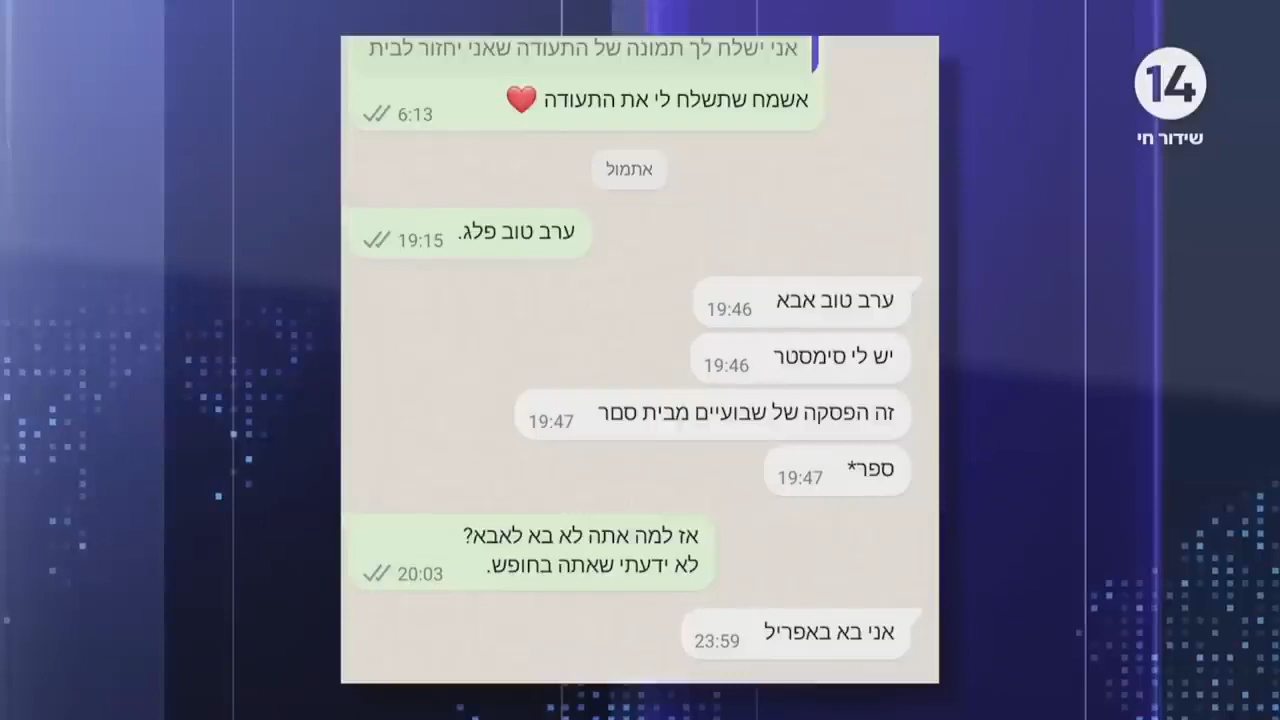 14
שידור חי
אני ישלח לך תמונה של התעודה שאני יחזור לבית
אשמח שתשלח לי את התעודה ❤️
6:13
אתמול
ערב טוב פלג.
19:15
ערב טוב אבא
19:46
יש לי סימסטר
19:46
זה הפסקה של שבועיים מבית סםר
19:47
ספר*
19:47
אז למה אתה לא בא לאבא?
לא ידעתי שאתה בחופש.
20:03
אני בא באפריל
23:59